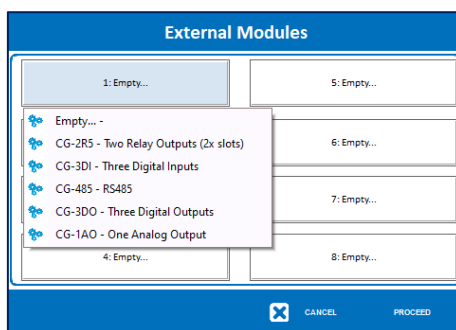 External Modules
1: Empty...
5: Empty...
Empty... -
CG-2R5 - Two Relay Outputs (2x slots)
CG-3DI - Three Digital Inputs
CG-485 - RS485
CG-3DO - Three Digital Outputs
CG-1AO - One Analog Output
6: Empty...
7: Empty...
4: Empty...
8: Empty...
CANCEL
PROCEED